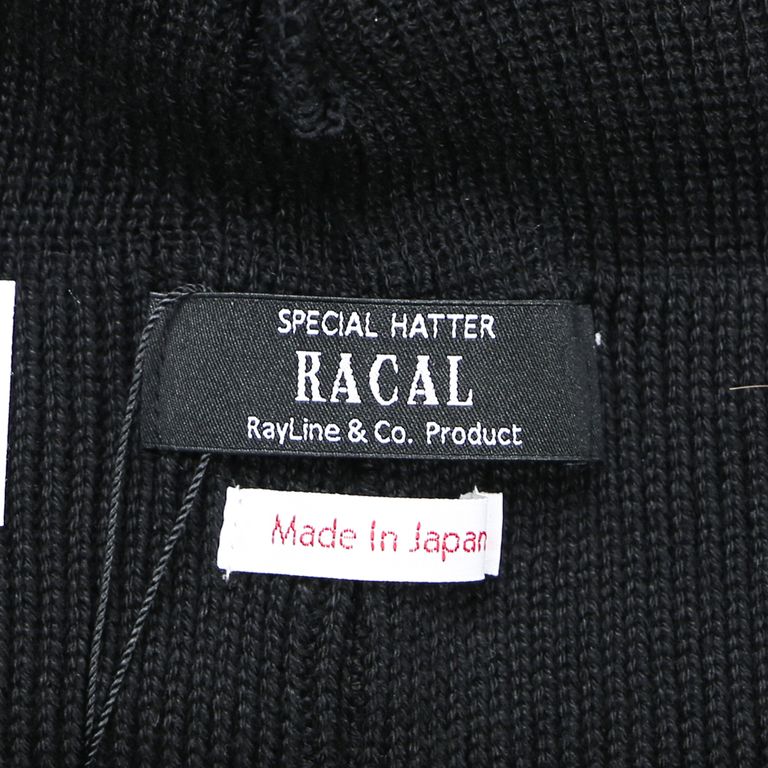 SPECIAL HATTER
RACAL
RayLine & Co. Product
Made In Japan